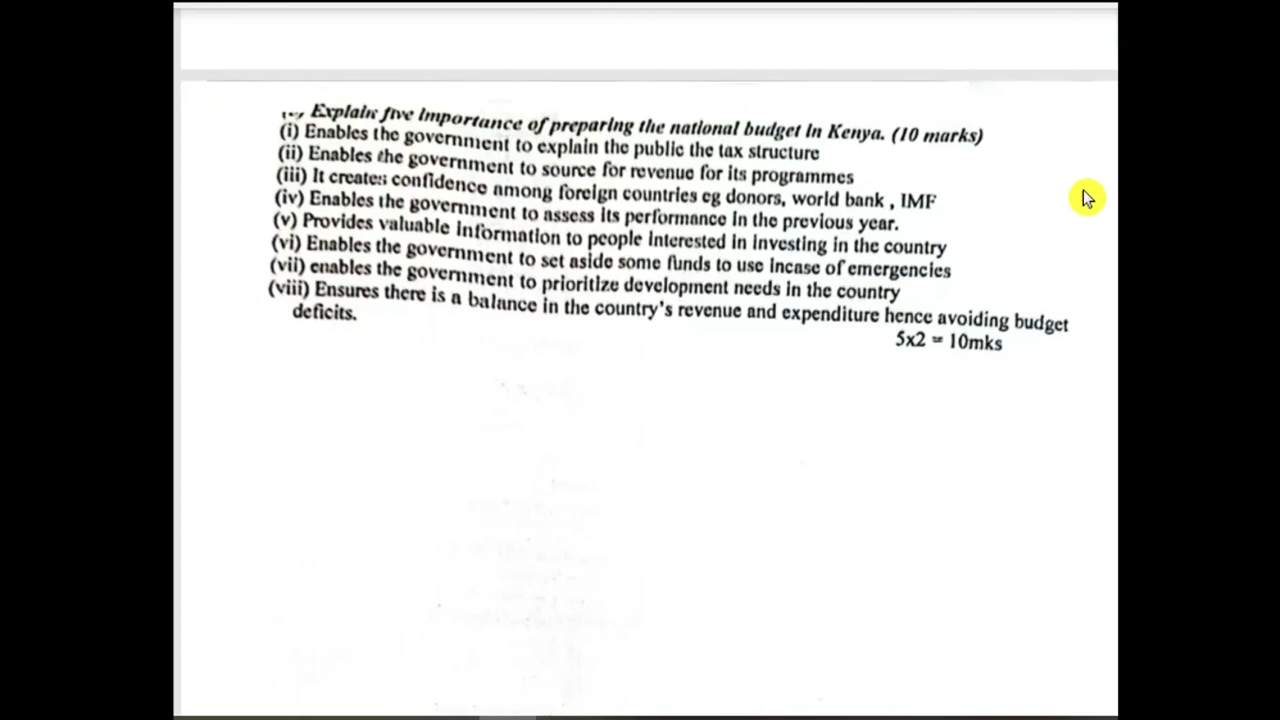 Explain five importance of preparing the national budget in Kenya. (10 marks)
(i) Enables the government to explain the public the tax structure
(ii) Enables the government to source for revenue for its programmes
(iii) It creates confidence among foreign countries eg donors, world bank , IMF
(iv) Enables the government to assess its performance in the previous year.
(v) Provides valuable information to people interested in investing in the country
(vi) Enables the government to set aside some funds to use incase of emergencies
(vii) enables the government to prioritize development needs in the country
(viii) Ensures there is a balance in the country's revenue and expenditure hence avoiding budget
deficits.
5x2 = 10mks